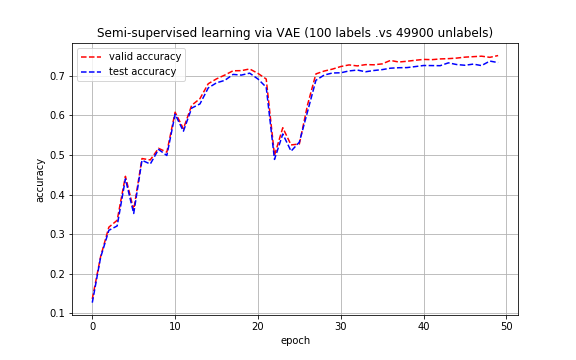 Semi-supervised learning via VAE (100 labels .vs 49900 unlabels)
valid accuracy
test accuracy
accuracy
0.7
0.6
0.5
0.4
0.3
0.2
0.1
0
10
20
30
40
50
epoch